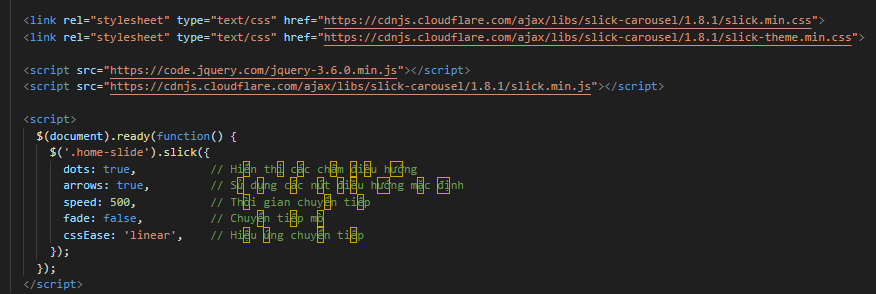 <link rel="stylesheet" type="text/css" href="https://cdnjs.cloudflare.com/ajax/libs/slick-carousel/1.8.1/slick.min.css">
<link rel="stylesheet" type="text/css" href="https://cdnjs.cloudflare.com/ajax/libs/slick-carousel/1.8.1/slick-theme.min.css">
<script src="https://code.jquery.com/jquery-3.6.0.min.js"></script>
<script src="https://cdnjs.cloudflare.com/ajax/libs/slick-carousel/1.8.1/slick.min.js"></script>
<script>
$(document).ready(function() {
$('.home-slide').slick({
dots: true, // Hiển thị các chấm điều hướng
arrows: true, // Sử dụng các nút điều hướng mặc định
speed: 500, // Thời gian chuyển tiếp
fade: false, // Chuyển tiếp mờ
cssEase: 'linear', // Hiệu ứng chuyển tiếp
});
});
</script>